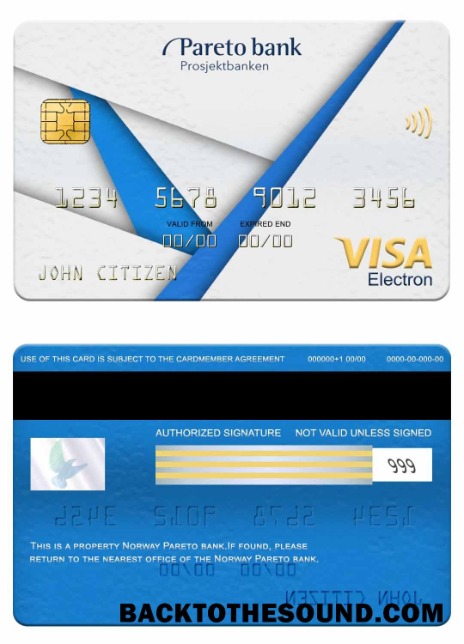 Pareto bank
Prosjektbanken
1234 5678 9012 3456
VALID FROM EXPIRED END
00/00 00/00
JOHN CITIZEN
VISA
Electron
USE OF THIS CARD IS SUBJECT TO THE CARDMEMBER AGREEMENT 000000+1 00/00 0000-00-000-00
AUTHORIZED SIGNATURE NOT VALID UNLESS SIGNED
999
THIS IS A PROPERTY NORWAY PARETO BANK.IF FOUND, PLEASE
RETURN TO THE NEAREST OFFICE OF THE NORWAY PARETO BANK.
BACKTOTHESOUND.COM